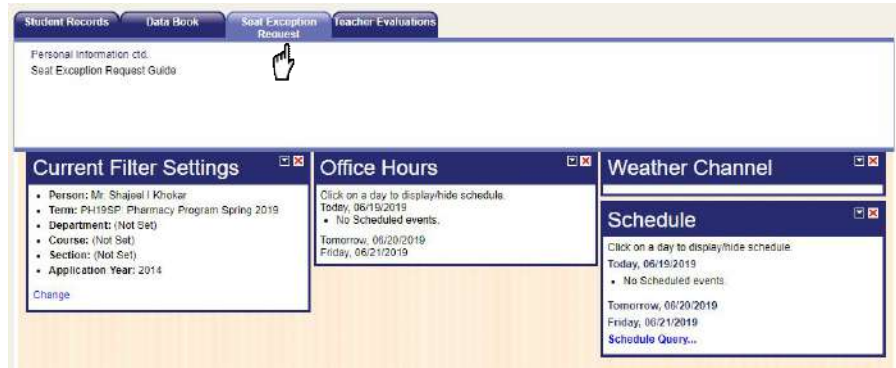 Student Records
Data Book
Seat Exception
Request
Teacher Evaluations
Personal Information ctd.
Seat Exception Request Guide
Current Filter Settings
• Person: Mr. Shajeel I Khokar
• Term: PH19SP: Pharmacy Program Spring 2019
• Department: (Not Set)
• Course: (Not Set)
• Section: (Not Set)
• Application Year: 2014
Change
Office Hours
Click on a day to display/hide schedule.
Today, 06/19/2019
• No Scheduled events.
Tomorrow, 06/20/2019
Friday, 06/21/2019
Weather Channel
Schedule
Click on a day to display/hide schedule.
Today, 06/19/2019
• No Scheduled events.
Tomorrow, 06/20/2019
Friday, 06/21/2019
Schedule Query...